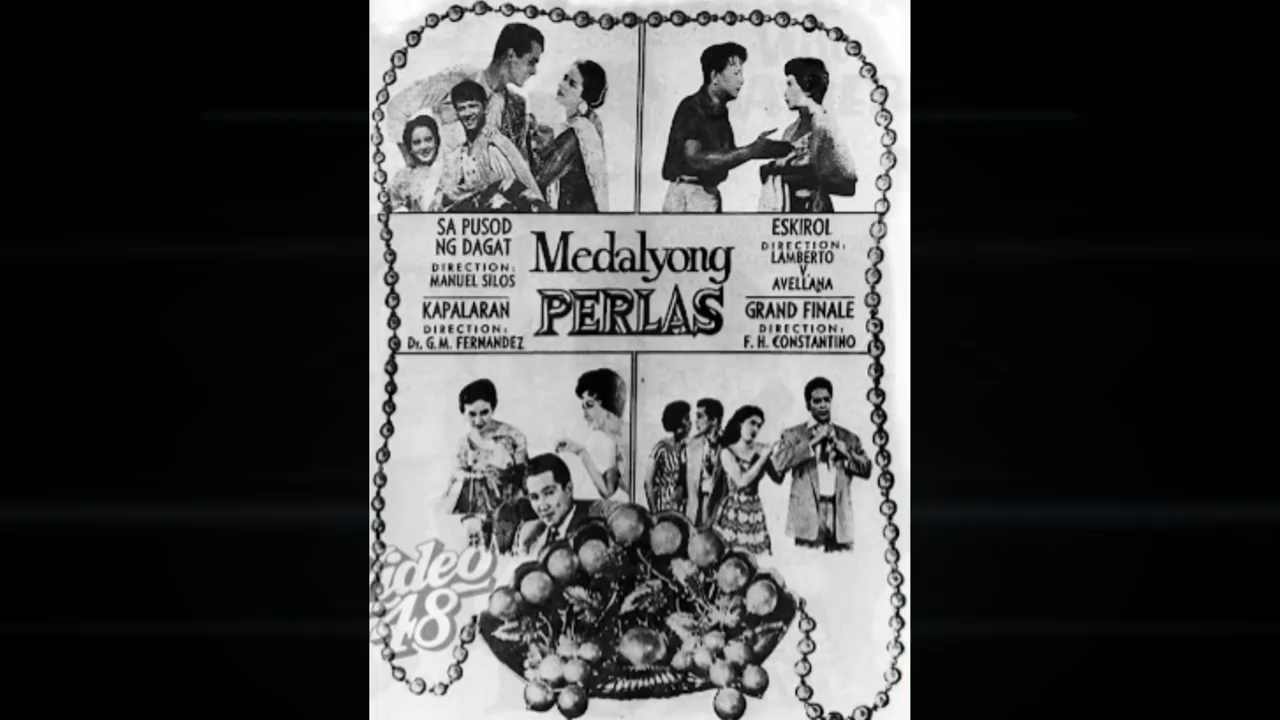 SA PUSOD
NG DAGAT
DIRECTION:
MANUEL SILOS
KAPALARAN
DIRECTION:
Dr. G.M. FERNANDEZ
Medalyong
PERLAS
ESKIROL
DIRECTION:
LAMBERTO
V.
AVELLANA
GRAND FINALE
DIRECTION:
F. H. CONSTANTINO
ideo
48